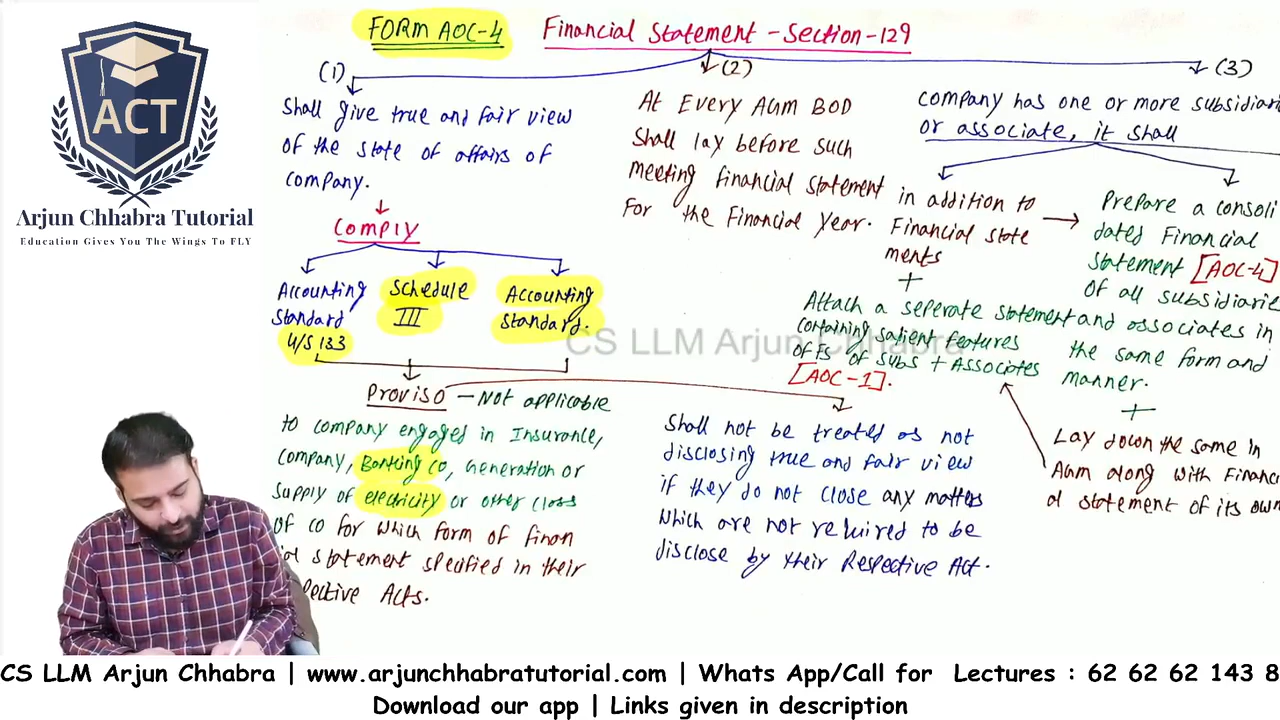 ACT
Arjun Chhabra Tutorial
Education Gives You The Wings To FLY
FORM AOC-4
Financial Statement - Section-129
(1)
Shall give true and fair view
of the state of affairs of
company.
Comply
Accounting
Standard
U/S 133
Schedule
III
Accounting
Standard.
Proviso - Not applicable
to company engaged in Insurance,
company, Banking Co, Generation or
supply of electricity or other class
of co for which form of finan
statement specified in their
ective Acts.
Shall not be treated as not
disclosing true and fair view
if they do not close any matters
which are not required to be
disclose by their Respective Act.
(2)
At Every AGM BOD
Shall lay before such
meeting financial Statement
For the Financial Year.
(3)
company has one or more subsidiari
or associate, it shall
in addition to
Financial state
ments
+
Attach a seperate statement
containing salient features
of FS of Subs + Associates
[AOC-1].
Prepare a consoli
dated Financial
Statement [AOC-4]
of all subsidiarie
and associates in
the same form and
manner.
+
Lay down the same in
AGM along with Financi
al statement of its own
CS LLM Arjun Chhabra
CS LLM Arjun Chhabra | www.arjunchhabratutorial.com | Whats App/Call for Lectures : 62 62 62 143 8
Download our app | Links given in description